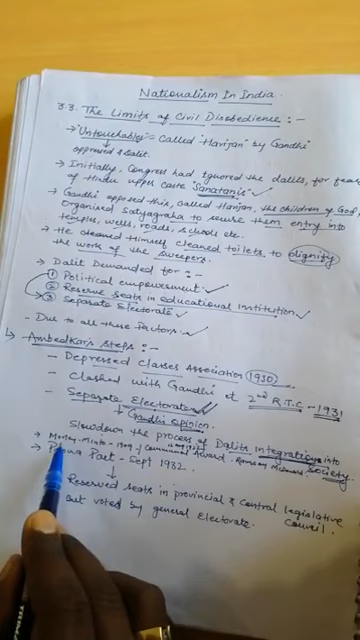 Nationalism In India.
3.3. The Limits of Civil Disobedience :-
→ "Untouchables" = called "Harijan" by Gandhi
oppressed & Dalit.
→ Initially, Congress had ignored the dalits, for fear
of Hindu upper caste "Sanatanis" ✓
→ Gandhi opposed this, called Harijan, the children of God,
Organised Satyagraha to secure them entry into
temples, wells, roads, schools etc.
→ He cleaned Himself cleaned toilets to dignify
the work of the sweepers.
→ Dalit Demanded for :-
① Political empowerment. ✓
② Reserve seats in educational Institution ✓
③ Separate Electorate ✓
- Due to all these factors. ✓
↳ Ambedkar's steps :-
- Depressed Classes Association (1930)
- Clashed with Gandhi at 2nd R.T.C - 1931
- Separate Electorates
↳ Gandhi opinion
Slowdown the process of Dalits integration into
Society.
→ Morley-Minto - 1909 / Communal Award -
→ Poona Pact - Sept 1932.
↓
Reserved seats in provincial & Central legislative
Council.
but voted by general Electorate.